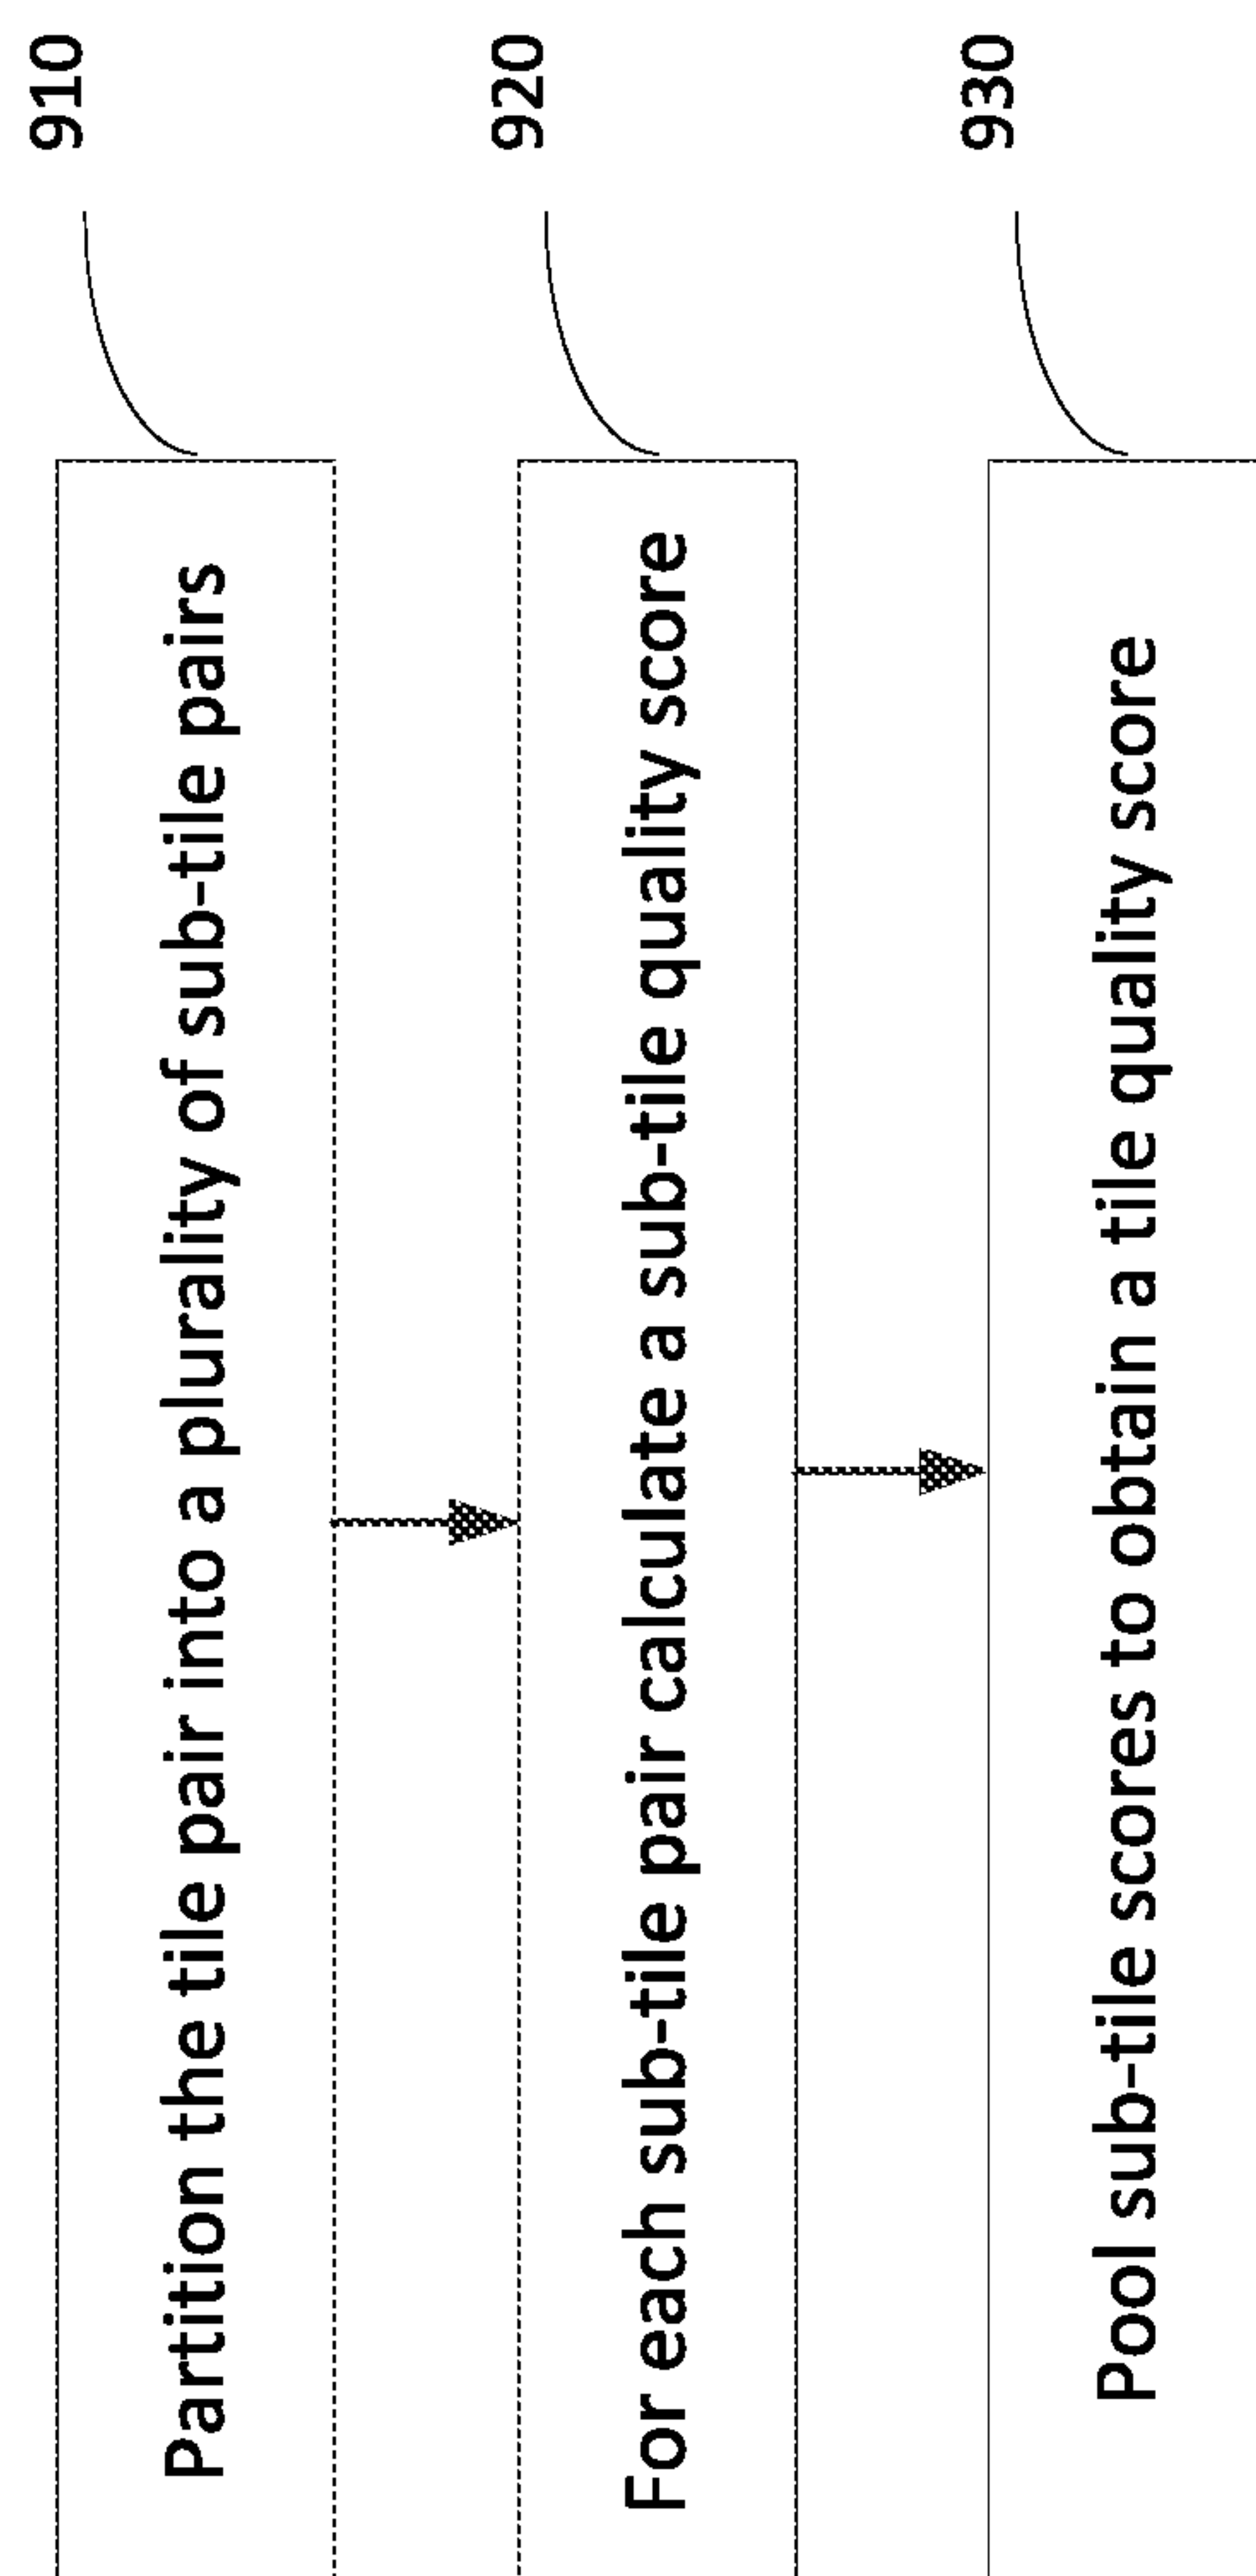 910
Partition the tile pair into a plurality of sub-tile pairs
920
For each sub-tile pair calculate a sub-tile quality score
930
Pool sub-tile scores to obtain a tile quality score